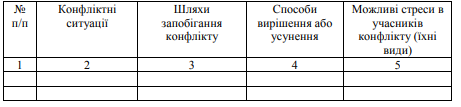 № п/п
Конфліктні ситуації
Шляхи запобігання конфлікту
Способи вирішення або усунення
Можливі стреси в учасників конфлікту (їхні види)
1 2 3 4 5